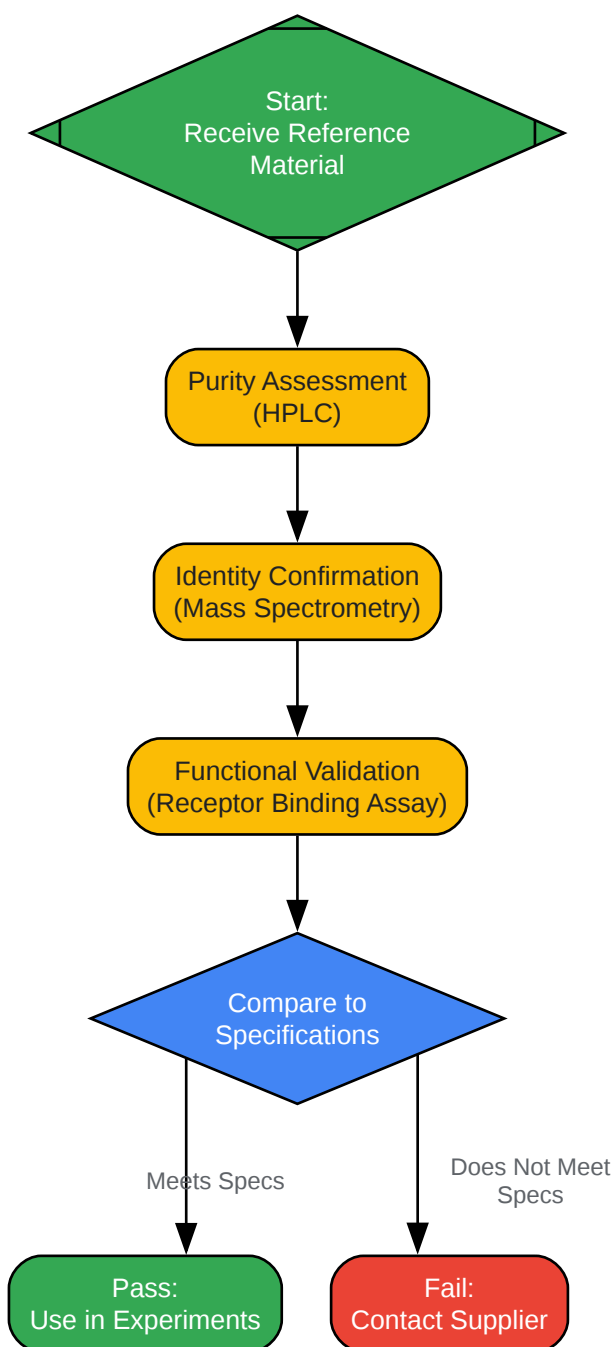 Start:
Receive Reference
Material
Purity Assessment
(HPLC)
Identity Confirmation
(Mass Spectrometry)
Functional Validation
(Receptor Binding Assay)
Compare to
Specifications
Meets Specs
Does Not Meet
Specs
Pass:
Use in Experiments
Fail:
Contact Supplier